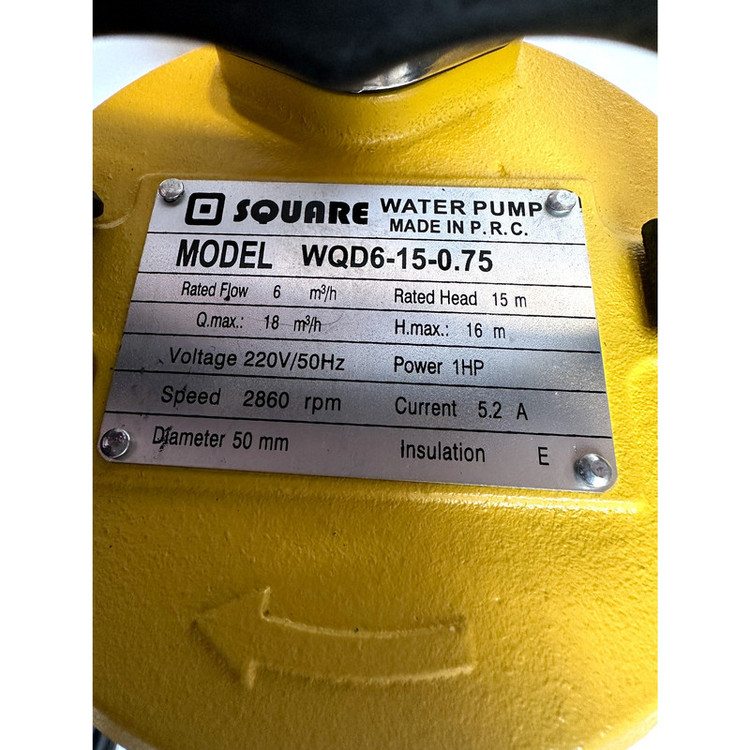 SQUARE WATER PUMP
MADE IN P.R.C.
MODEL WQD6-15-0.75
Rated Flow 6 m³/h Rated Head 15 m
Q.max.: 18 m³/h H.max.: 16 m
Voltage 220V/50Hz Power 1HP
Speed 2860 rpm Current 5.2 A
Diameter 50 mm Insulation E